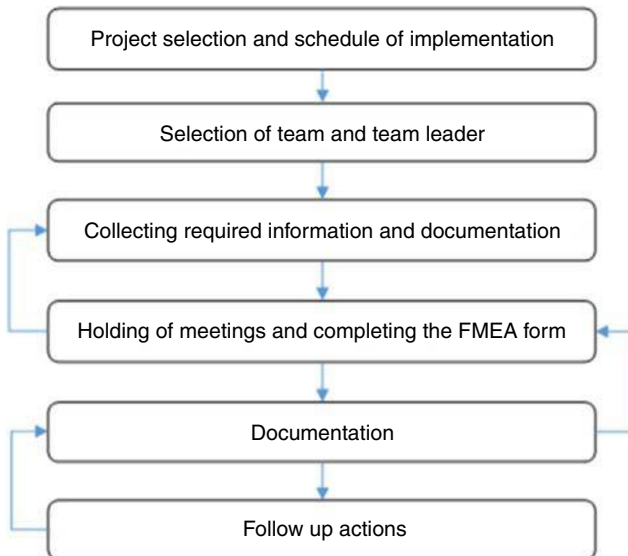 Project selection and schedule of implementation
Selection of team and team leader
Collecting required information and documentation
Holding of meetings and completing the FMEA form
Documentation
Follow up actions